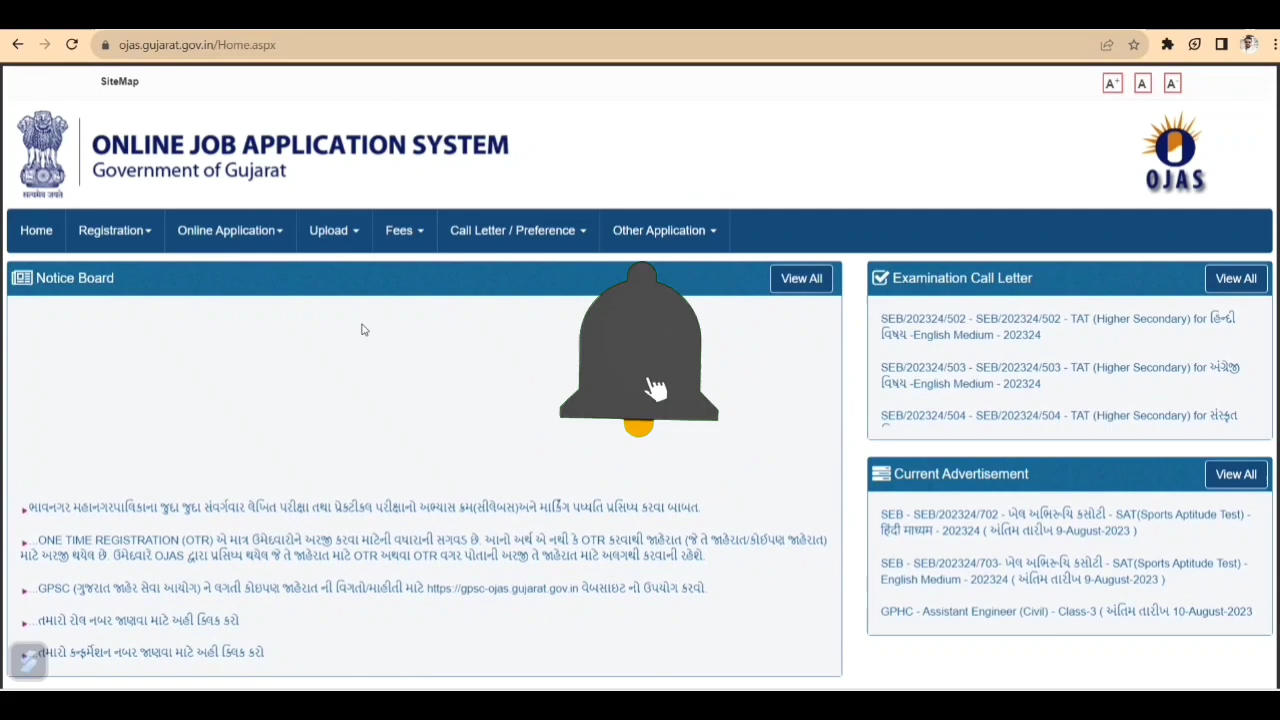 ojas.gujarat.gov.in/Home.aspx
SiteMap
A+ A A-
ONLINE JOB APPLICATION SYSTEM
Government of Gujarat
सत्यमेव जयते
OJAS
Home Registration Online Application Upload Fees Call Letter / Preference Other Application
Notice Board View All
ભાવનગર મહાનગરપાલિકાના જુદા જુદા સંવર્ગવાર લેખિત પરીક્ષા તથા પ્રેક્ટીકલ પરીક્ષાનો અભ્યાસ ક્રમ(સીલેબસ)અને માર્કિંગ પધ્ધતિ પ્રસિધ્ધ કરવા બાબત.
...ONE TIME REGISTRATION (OTR) એ માત્ર ઉમેદવારોને અરજી કરવા માટેની વધારાની સગવડ છે. આનો અર્થ એ નથી કે OTR કરવાથી જાહેરાત (જે તે જાહેરાત/કોઈપણ જાહેરાત)
માટે અરજી થયેલ છે. ઉમેદવારે OJAS દ્વારા પ્રસિધ્ધ થયેલ જે તે જાહેરાત માટે OTR અથવા OTR વગર પોતાની અરજી તે જાહેરાત માટે અલગથી કરવાની રહેશે.
...GPSC (ગુજરાત જાહેર સેવા આયોગ) ને લગતી કોઇપણ જાહેરાત ની વિગતો/માહીતી માટે https://gpsc-ojas.gujarat.gov.in વેબસાઇટ નો ઉપયોગ કરવો.
...તમારો રોલ નબર જાણવા માટે અહી ક્લિક કરો
...તમારો કન્ફર્મેશન નબર જાણવા માટે અહી ક્લિક કરો
Examination Call Letter View All
SEB/202324/502 - SEB/202324/502 - TAT (Higher Secondary) for હિન્દી
વિષય -English Medium - 202324
SEB/202324/503 - SEB/202324/503 - TAT (Higher Secondary) for અંગ્રેજી
વિષય -English Medium - 202324
SEB/202324/504 - SEB/202324/504 - TAT (Higher Secondary) for સંસ્કૃત
Current Advertisement View All
SEB - SEB/202324/702 - ખેલ અભિરૂચિ કસોટી - SAT(Sports Aptitude Test) -
हिंदी माध्यम - 202324 ( અંતિમ તારીખ 9-August-2023 )
SEB - SEB/202324/703- ખેલ અભિરૂચિ કસોટી - SAT(Sports Aptitude Test) -
English Medium - 202324 ( અંતિમ તારીખ 9-August-2023 )
GPHC - Assistant Engineer (Civil) - Class-3 ( અંતિમ તારીખ 10-August-2023